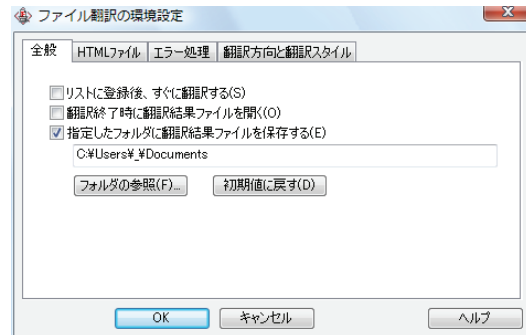 ファイル翻訳の環境設定
全般 HTMLファイル エラー処理 翻訳方向と翻訳スタイル
リストに登録後、すぐに翻訳する(S)
翻訳終了時に翻訳結果ファイルを開く(O)
指定したフォルダに翻訳結果ファイルを保存する(E)
C:¥Users¥_¥Documents
フォルダの参照(F)... 初期値に戻す(D)
OK キャンセル ヘルプ